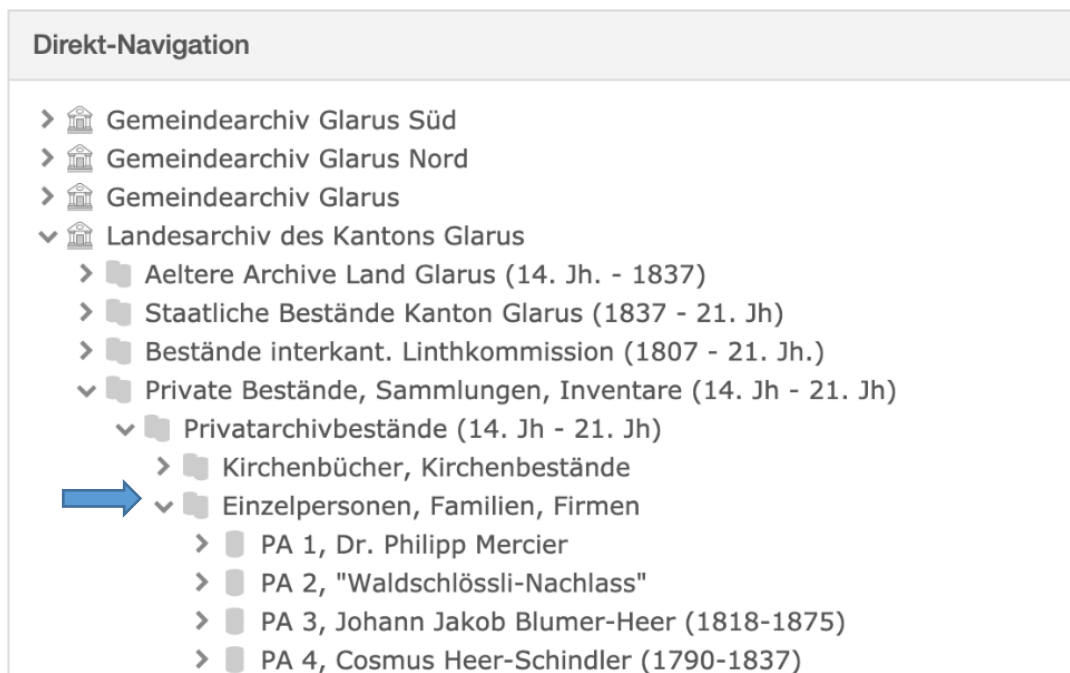 Direkt-Navigation
Gemeindearchiv Glarus Süd
Gemeindearchiv Glarus Nord
Gemeindearchiv Glarus
Landesarchiv des Kantons Glarus
Aeltere Archive Land Glarus (14. Jh. - 1837)
Staatliche Bestände Kanton Glarus (1837 - 21. Jh)
Bestände interkant. Linthkommission (1807 - 21. Jh.)
Private Bestände, Sammlungen, Inventare (14. Jh - 21. Jh)
Privatarchivbestände (14. Jh - 21. Jh)
Kirchenbücher, Kirchenbestände
Einzelpersonen, Familien, Firmen
PA 1, Dr. Philipp Mercier
PA 2, "Waldschlössli-Nachlass"
PA 3, Johann Jakob Blumer-Heer (1818-1875)
PA 4, Cosmus Heer-Schindler (1790-1837)